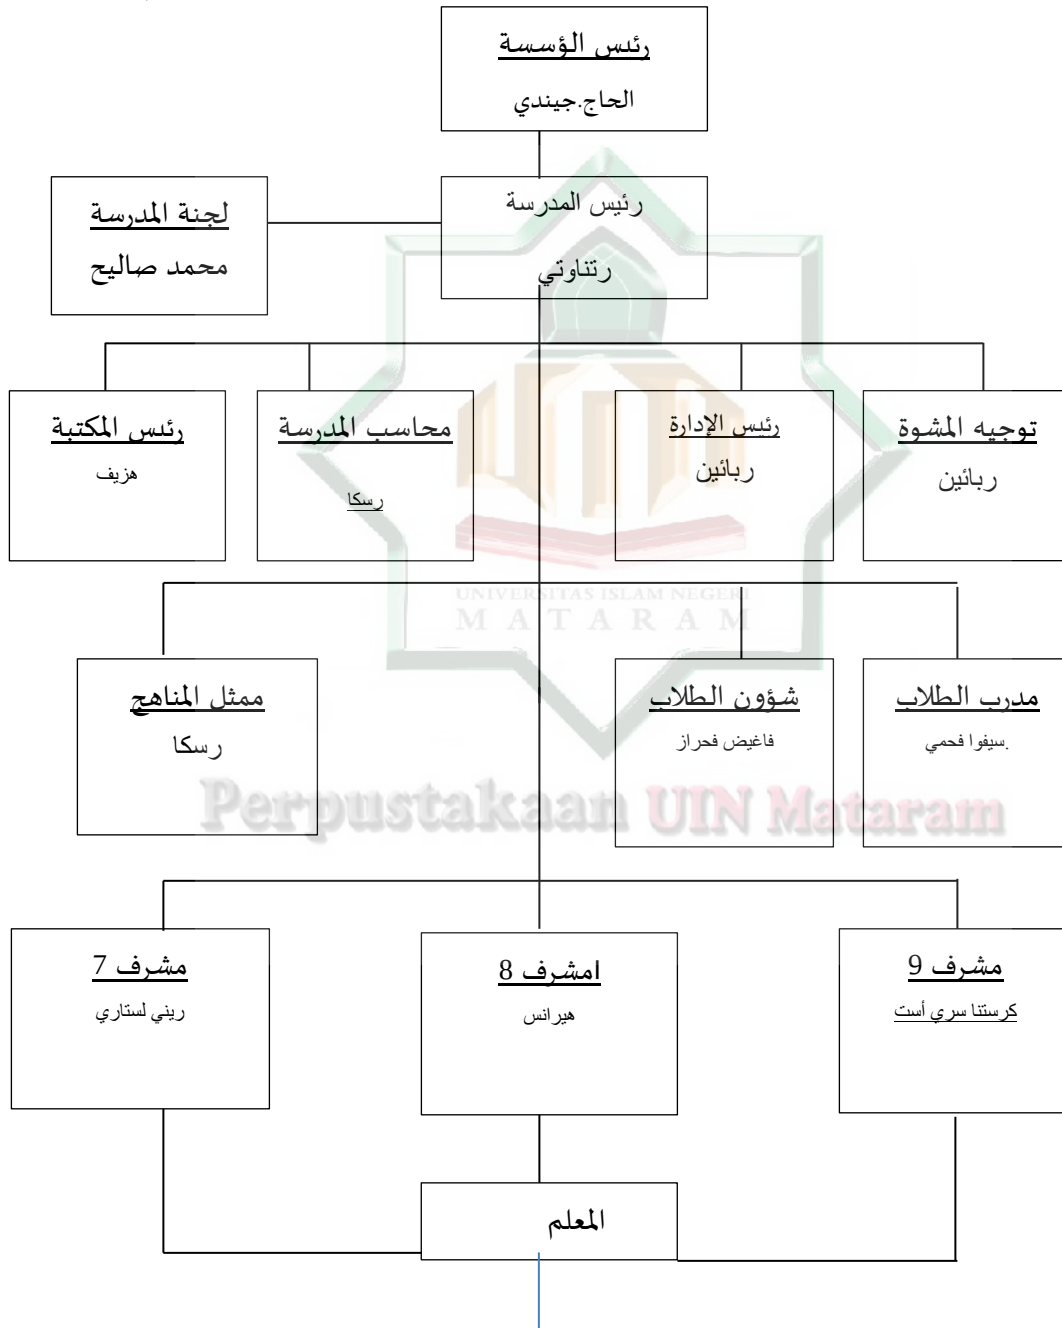 رئىس الؤسسة
الحاج.جيندي
رئيس المدرسة
رتناوتي
لجنة المدرسة
محمد صاليح
توجيه المشوة
ربائين
رئيس الإدارة
ربائين
محاسب المدرسة
رسكا
رئىس المكتبة
هزيف
UNIVERSITAS ISLAM NEGERI
MATARAM
مدرب الطلاب
سيفوا فحمي.
شؤون الطلاب
فاغيض فحراز
ممثل المناهج
رسكا
Perpustakaan UIN Mataram
مشرف 9
كرستنا سري أست
امشرف 8
هيرانس
مشرف 7
ريني لستاري
المعلم